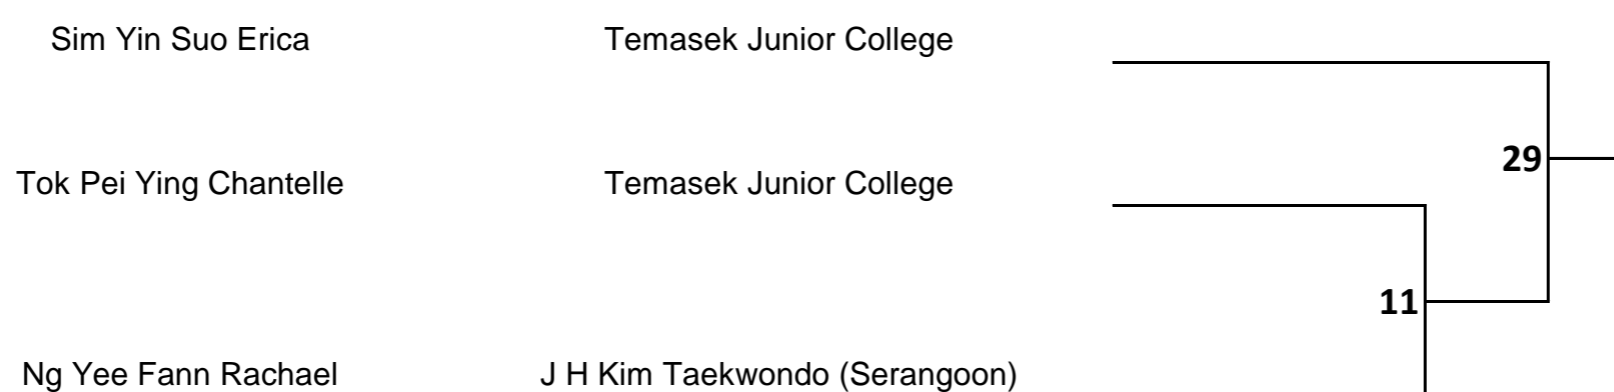 Sim Yin Suo Erica Temasek Junior College
29
Tok Pei Ying Chantelle Temasek Junior College
11
Ng Yee Fann Rachael J H Kim Taekwondo (Serangoon)